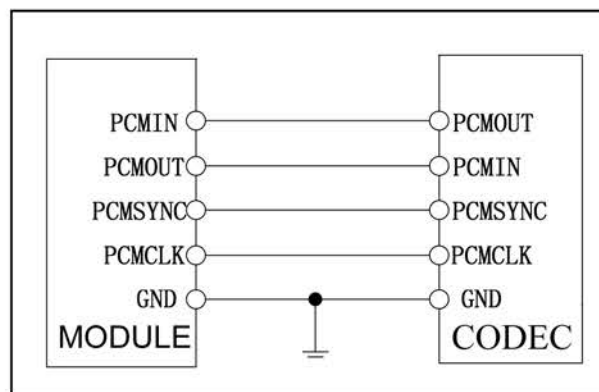 PCMIN PCMOUT
PCMOUT PCMIN
PCMSYNC PCMSYNC
PCMCLK PCMCLK
GND GND
MODULE CODEC